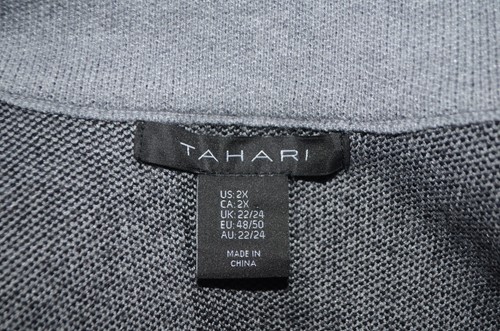 TAHARI
US: 2X
CA: 2X
UK: 22/24
EU: 48/50
AU: 22/24
MADE IN
CHINA